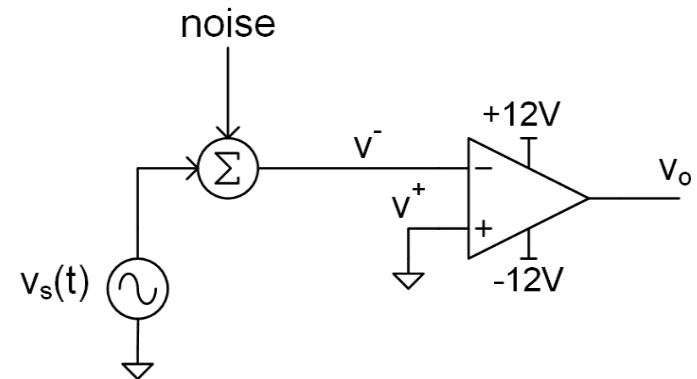 noise
+12V
v⁻
Σ
−
vₒ
v⁺
+
vₛ(t)
-12V